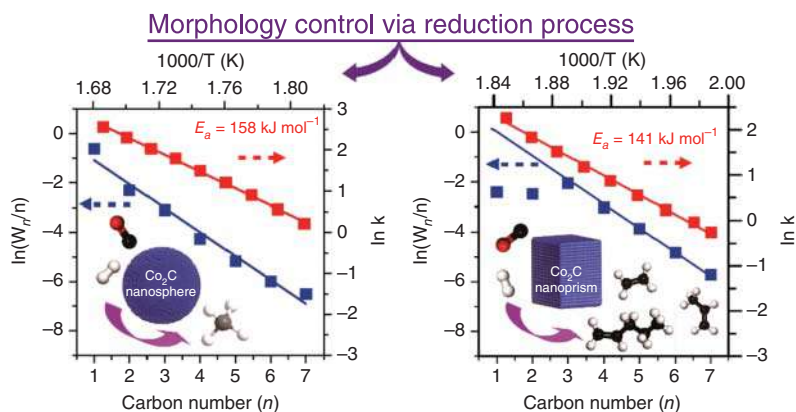 Morphology control via reduction process
1000/T (K)
1.68 1.72 1.76 1.80
ln(Wn/n)
0
−2
−4
−6
−8
Ea = 158 kJ mol−1
Co2C
nanosphere
3
2
1
0
−1
−2
−3
ln k
1 2 3 4 5 6 7
Carbon number (n)
1000/T (K)
1.84 1.88 1.92 1.96 2.00
ln(Wn/n)
0
−2
−4
−6
−8
Ea = 141 kJ mol−1
Co2C
nanoprism
2
1
0
−1
−2
−3
ln k
1 2 3 4 5 6 7
Carbon number (n)